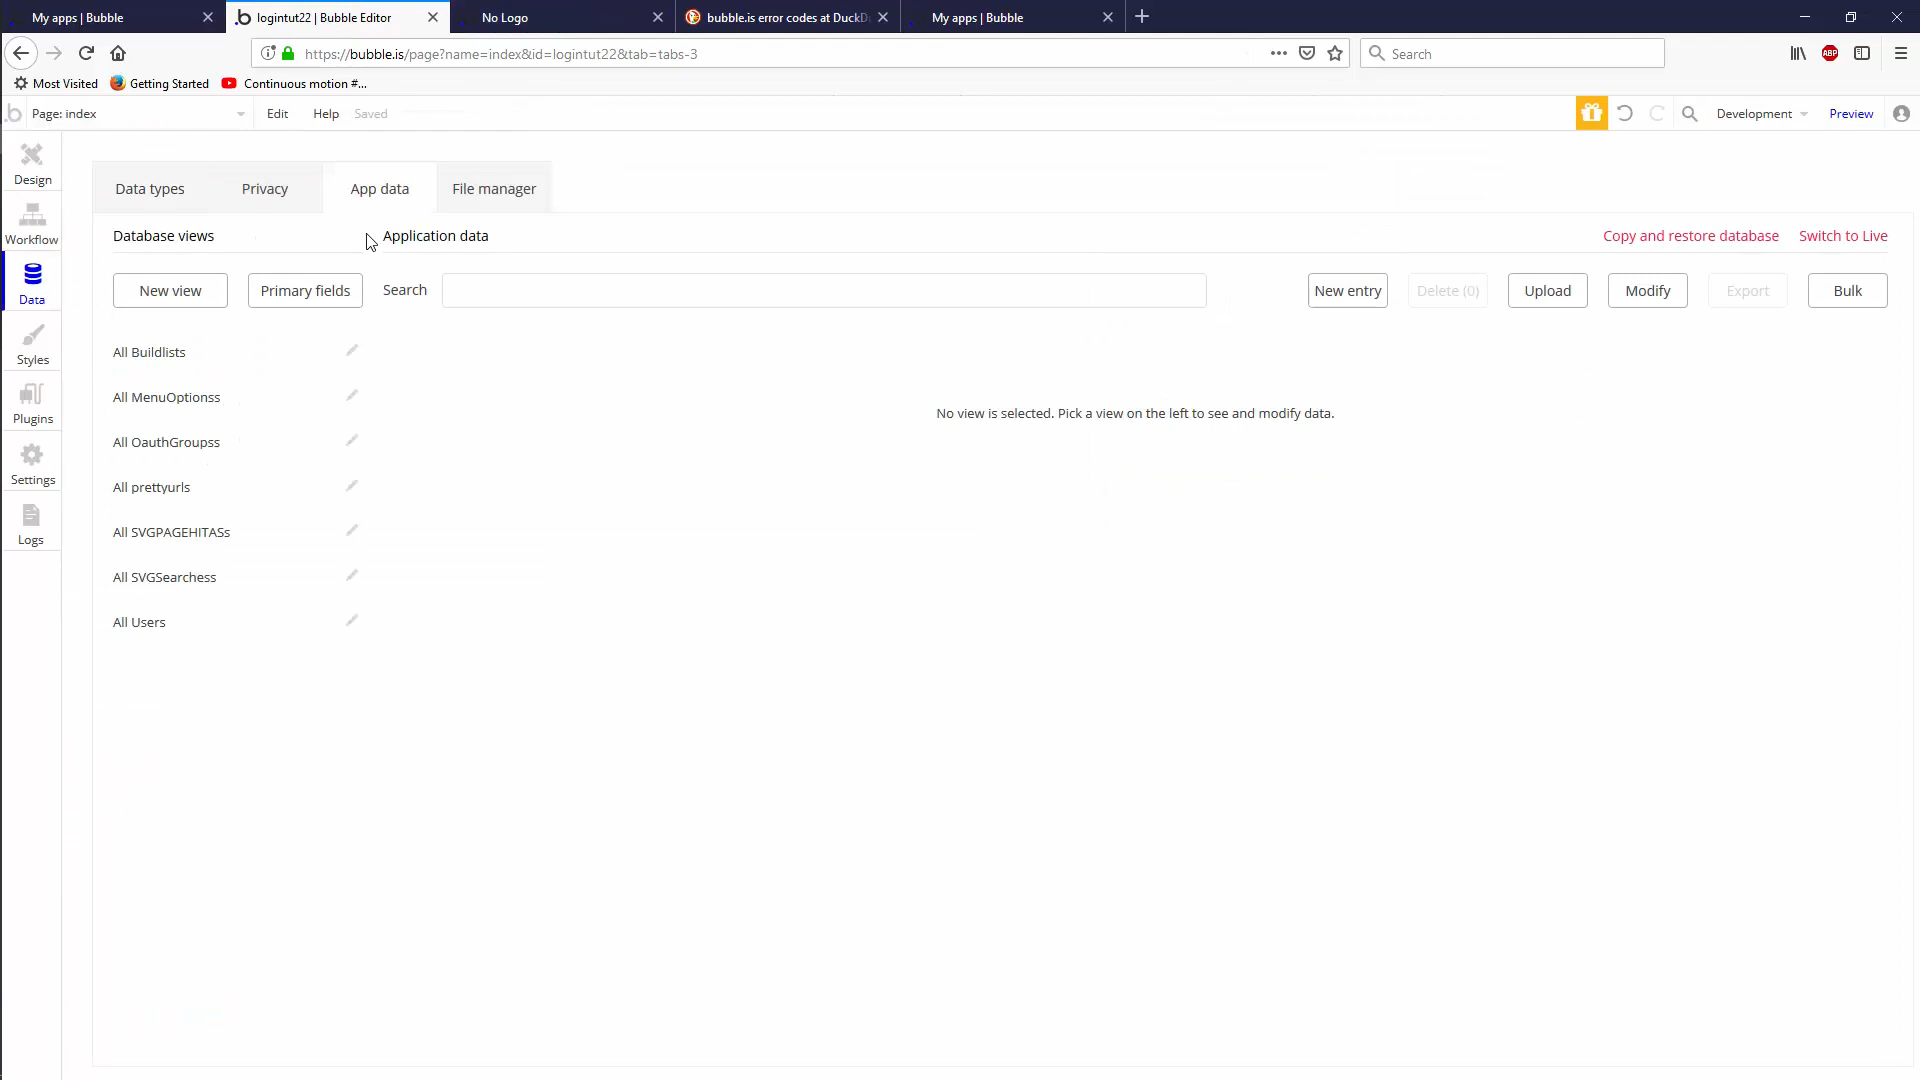 My apps | Bubble
logintut22 | Bubble Editor
No Logo
bubble.is error codes at DuckD
My apps | Bubble
https://bubble.is/page?name=index&id=logintut22&tab=tabs-3
Search
Most Visited
Getting Started
Continuous motion #...
Page: index
Edit
Help
Saved
Development
Preview
Design
Workflow
Data
Styles
Plugins
Settings
Logs
Data types
Privacy
App data
File manager
Database views
Application data
Copy and restore database
Switch to Live
New view
Primary fields
Search
New entry
Delete (0)
Upload
Modify
Export
Bulk
All Buildlists
All MenuOptionss
All OauthGroupss
All prettyurls
All SVGPAGEHITASs
All SVGSearchess
All Users
No view is selected. Pick a view on the left to see and modify data.
ABP